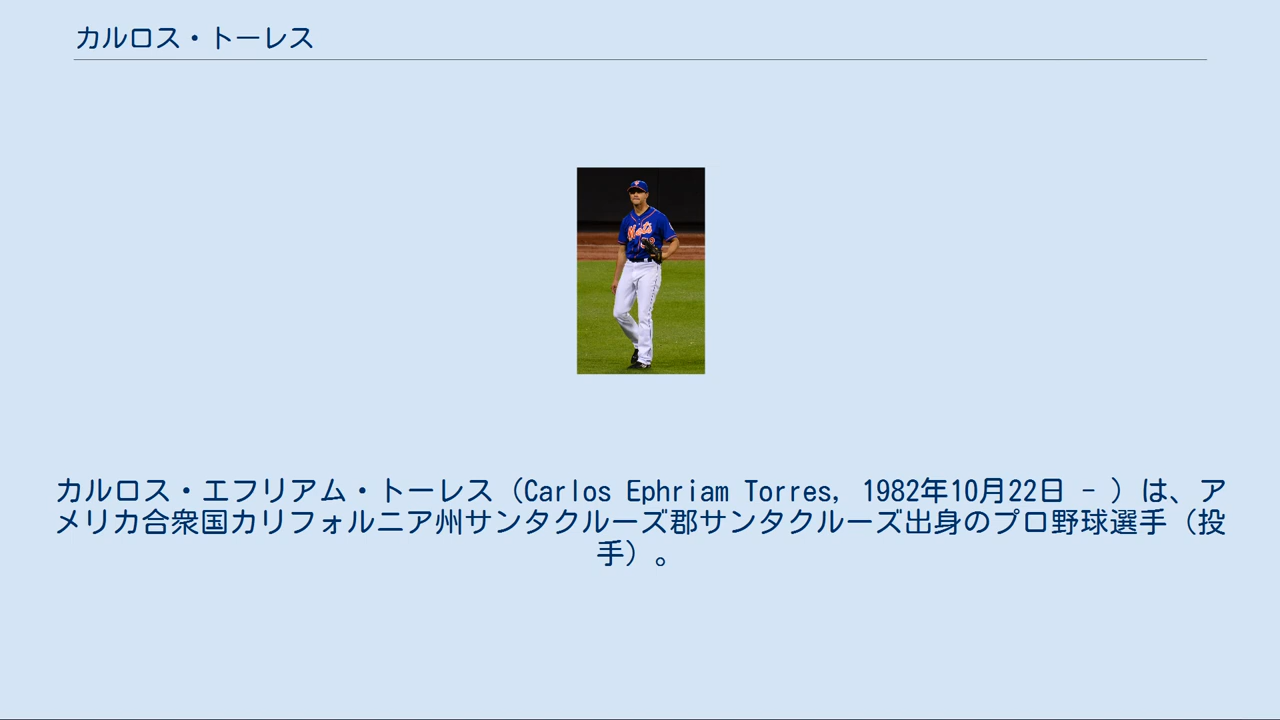 カルロス・トーレス
Mets
カルロス・エフリアム・トーレス（Carlos Ephriam Torres, 1982年10月22日 - ）は、ア
メリカ合衆国カリフォルニア州サンタクルーズ郡サンタクルーズ出身のプロ野球選手（投
手）。